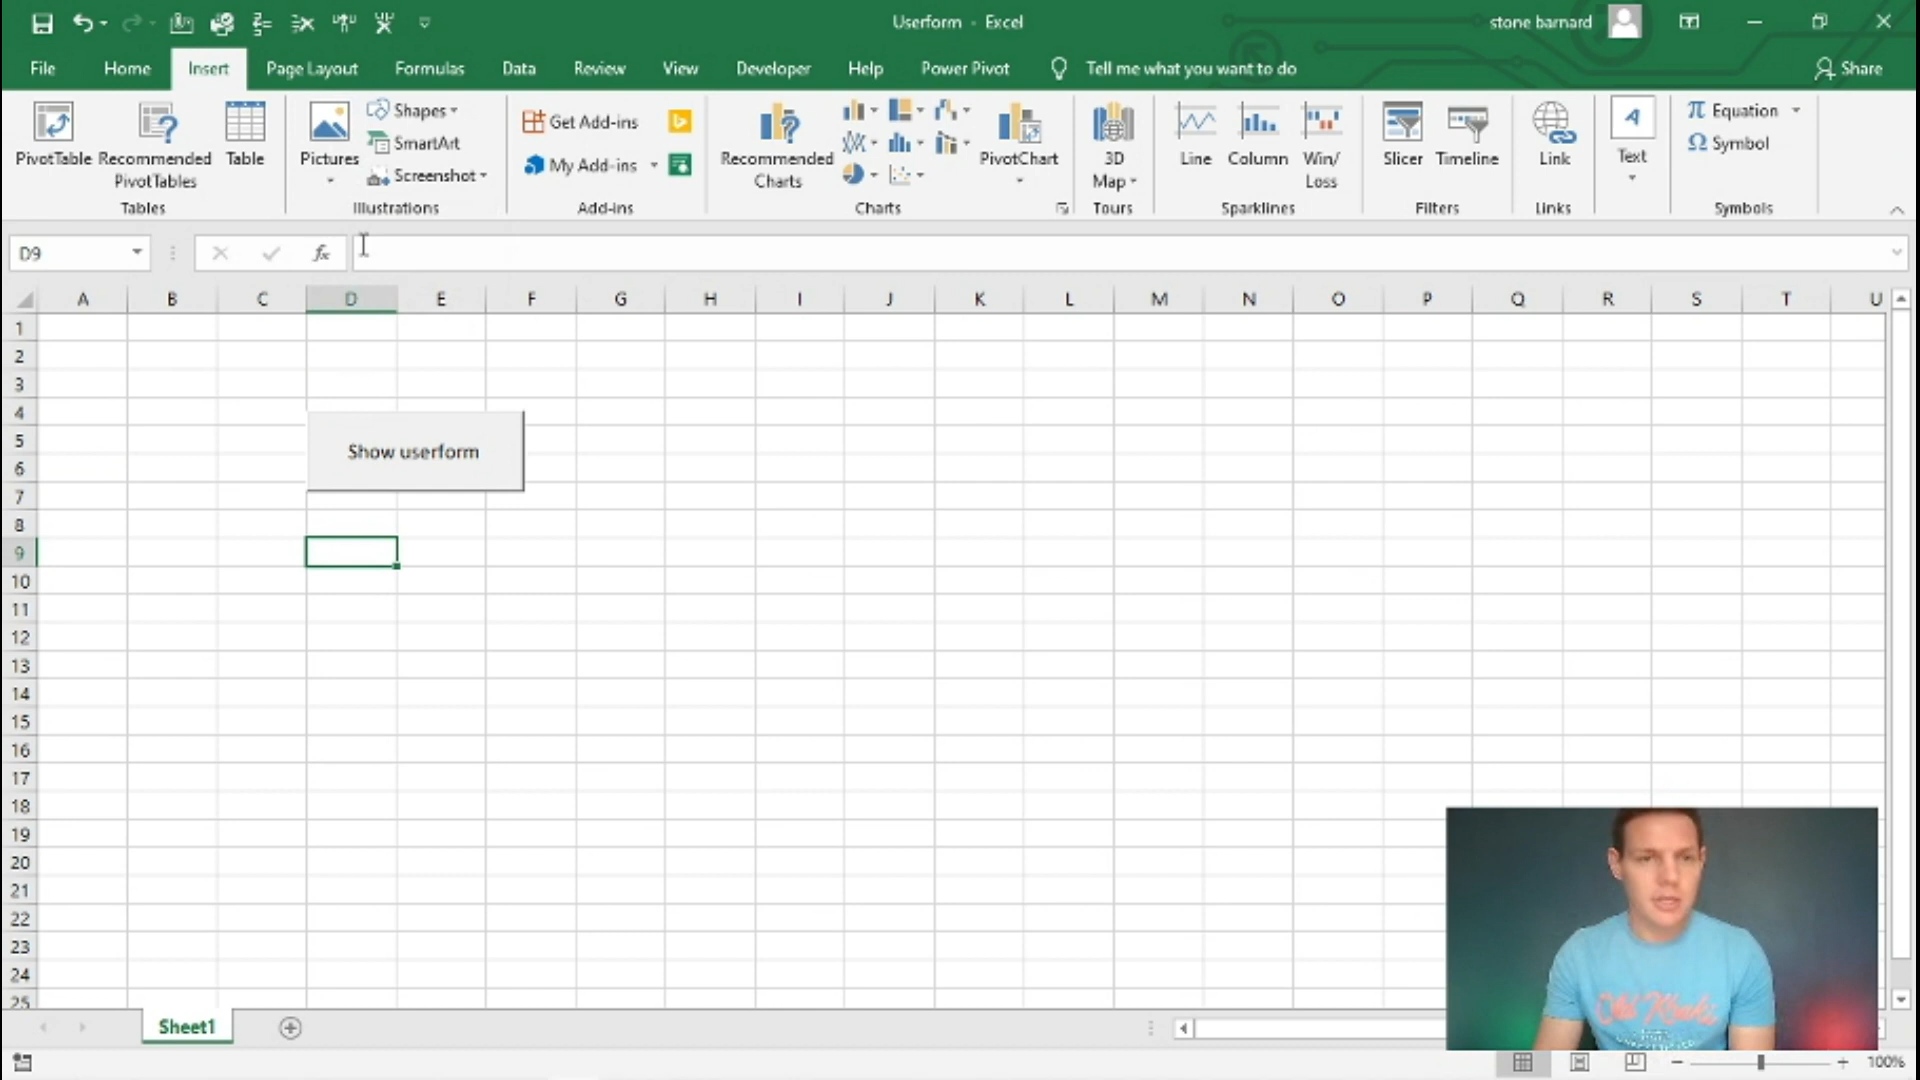 Userform - Excel
stone barnard
File Home Insert Page Layout Formulas Data Review View Developer Help Power Pivot Tell me what you want to do Share
PivotTable
Recommended
PivotTables
Table
Tables
Pictures
Shapes
SmartArt
Screenshot
Illustrations
Get Add-ins
My Add-ins
Add-ins
Recommended
Charts
PivotChart
Charts
3D
Map
Tours
Line
Column
Win/
Loss
Sparklines
Slicer
Timeline
Filters
Link
Links
A
Text
π Equation
Ω Symbol
Symbols
D9
fx
A B C D E F G H I J K L M N O P Q R S T U
1
2
3
4
5
6
7
8
9
10
11
12
13
14
15
16
17
18
19
20
21
22
23
24
25
Show userform
Sheet1
100%